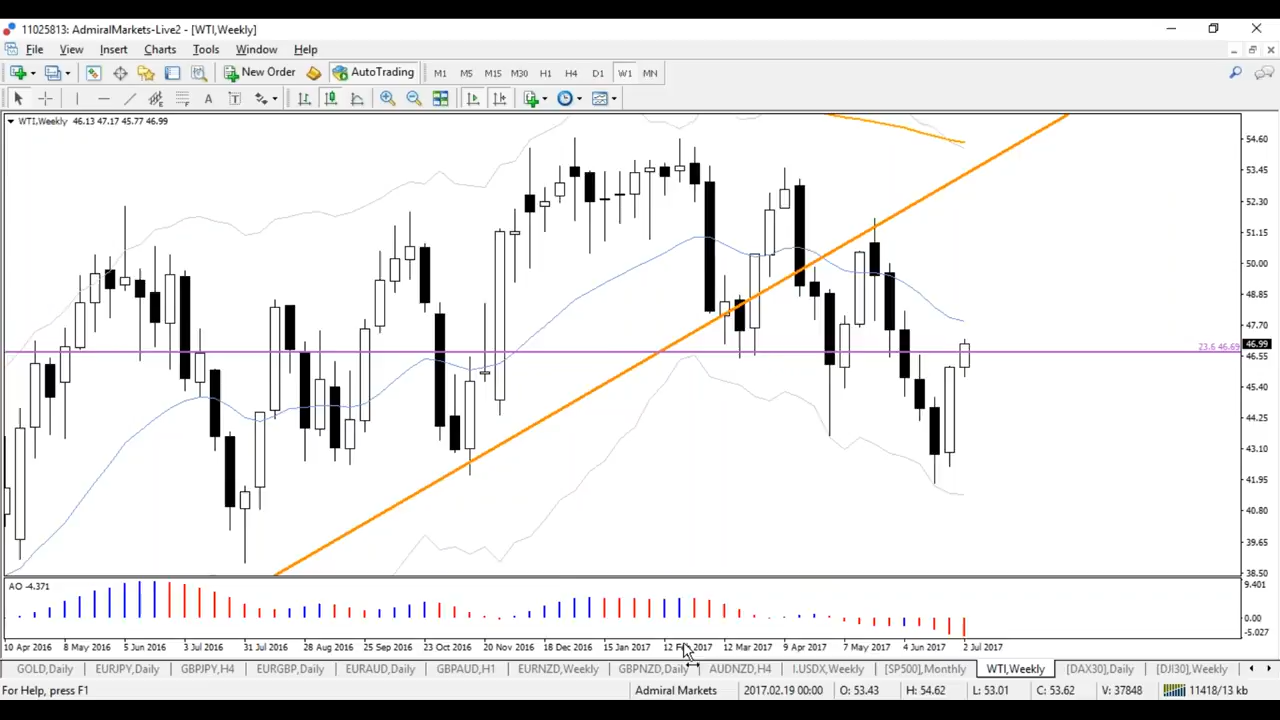 11025813: AdmiralMarkets-Live2 - [WTI,Weekly]
File View Insert Charts Tools Window Help
New Order AutoTrading M1 M5 M15 M30 H1 H4 D1 W1 MN
A T
WTI,Weekly 46.13 47.17 45.77 46.99
54.60
53.45
52.30
51.15
50.00
48.85
47.70
23.6 46.69 46.99
46.55
45.40
44.25
43.10
41.95
40.80
39.65
38.50
AO -4.371 9.401
0.00
-5.027
10 Apr 2016 8 May 2016 5 Jun 2016 3 Jul 2016 31 Jul 2016 28 Aug 2016 25 Sep 2016 23 Oct 2016 20 Nov 2016 18 Dec 2016 15 Jan 2017 12 Feb 2017 12 Mar 2017 9 Apr 2017 7 May 2017 4 Jun 2017 2 Jul 2017
GOLD,Daily EURJPY,Daily GBPJPY,H4 EURGBP,Daily EURAUD,Daily GBPAUD,H1 EURNZD,Weekly GBPNZD,Daily AUDNZD,H4 I.USDX,Weekly [SP500],Monthly WTI,Weekly [DAX30],Daily [DJI30],Weekly
For Help, press F1 Admiral Markets 2017.02.19 00:00 O: 53.43 H: 54.62 L: 53.01 C: 53.62 V: 37848 11418/13 kb